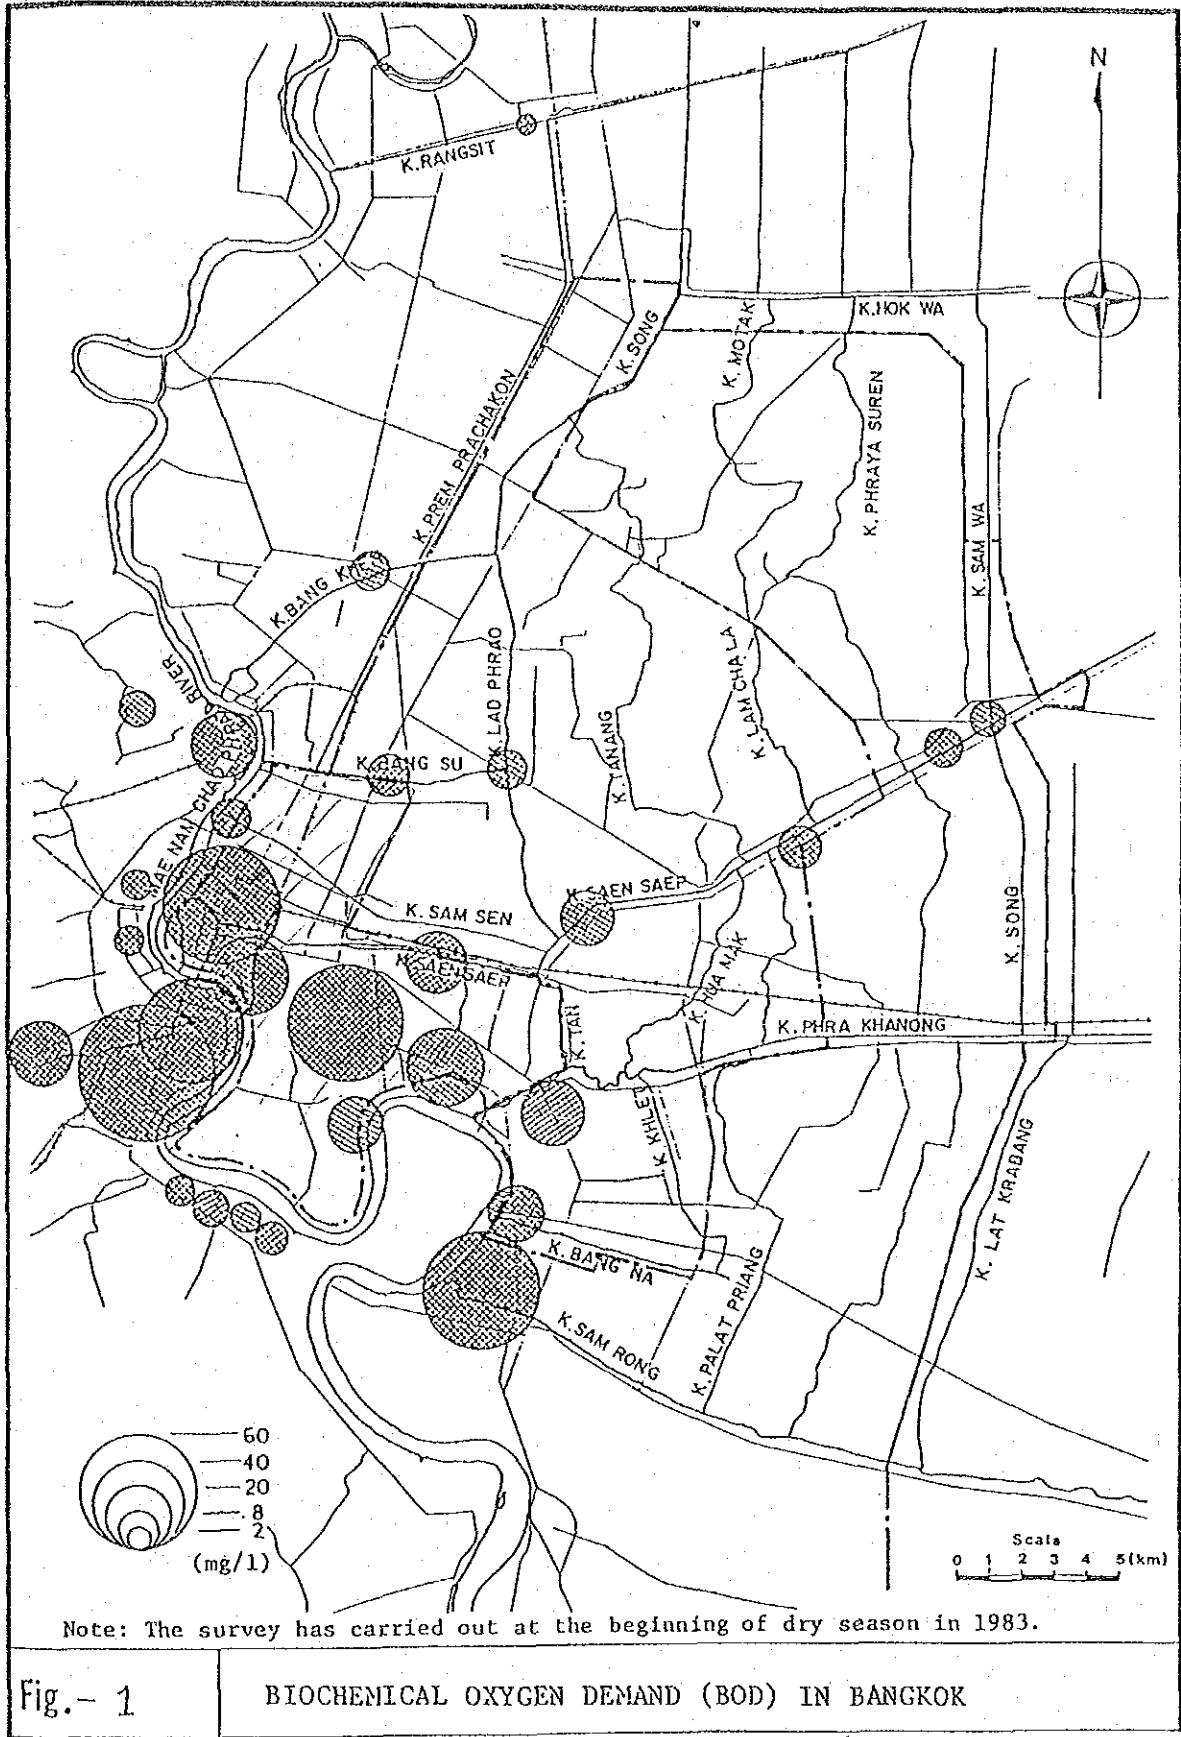 N
K.RANGSIT
K.HOK WA
K. SONG
K. MOTAK
K. PREM PRACHAKON
K. PHRAYA SUREN
K. SAM WA
K.BANG KHEN
K.LAD PHRAO
K. LAM CHALA
RIVER
K. TANANG
K.BANG SU
MAE NAM CHAO PHRAYA
K.SAEN SAEP
K. SAM SEN
K. SONG
K.SAENSAEP
K. HUA MAK
K. TAN
K. PHRA KHANONG
K KHLET
K. LAT KRABANG
K. BANG NA
K. PALAT PRIANG
K.SAM RONG
60
40
20
8
2
(mg/l)
Scale
0 1 2 3 4 5(km)
Note: The survey has carried out at the beginning of dry season in 1983.
Fig.- 1
BIOCHEMICAL OXYGEN DEMAND (BOD) IN BANGKOK